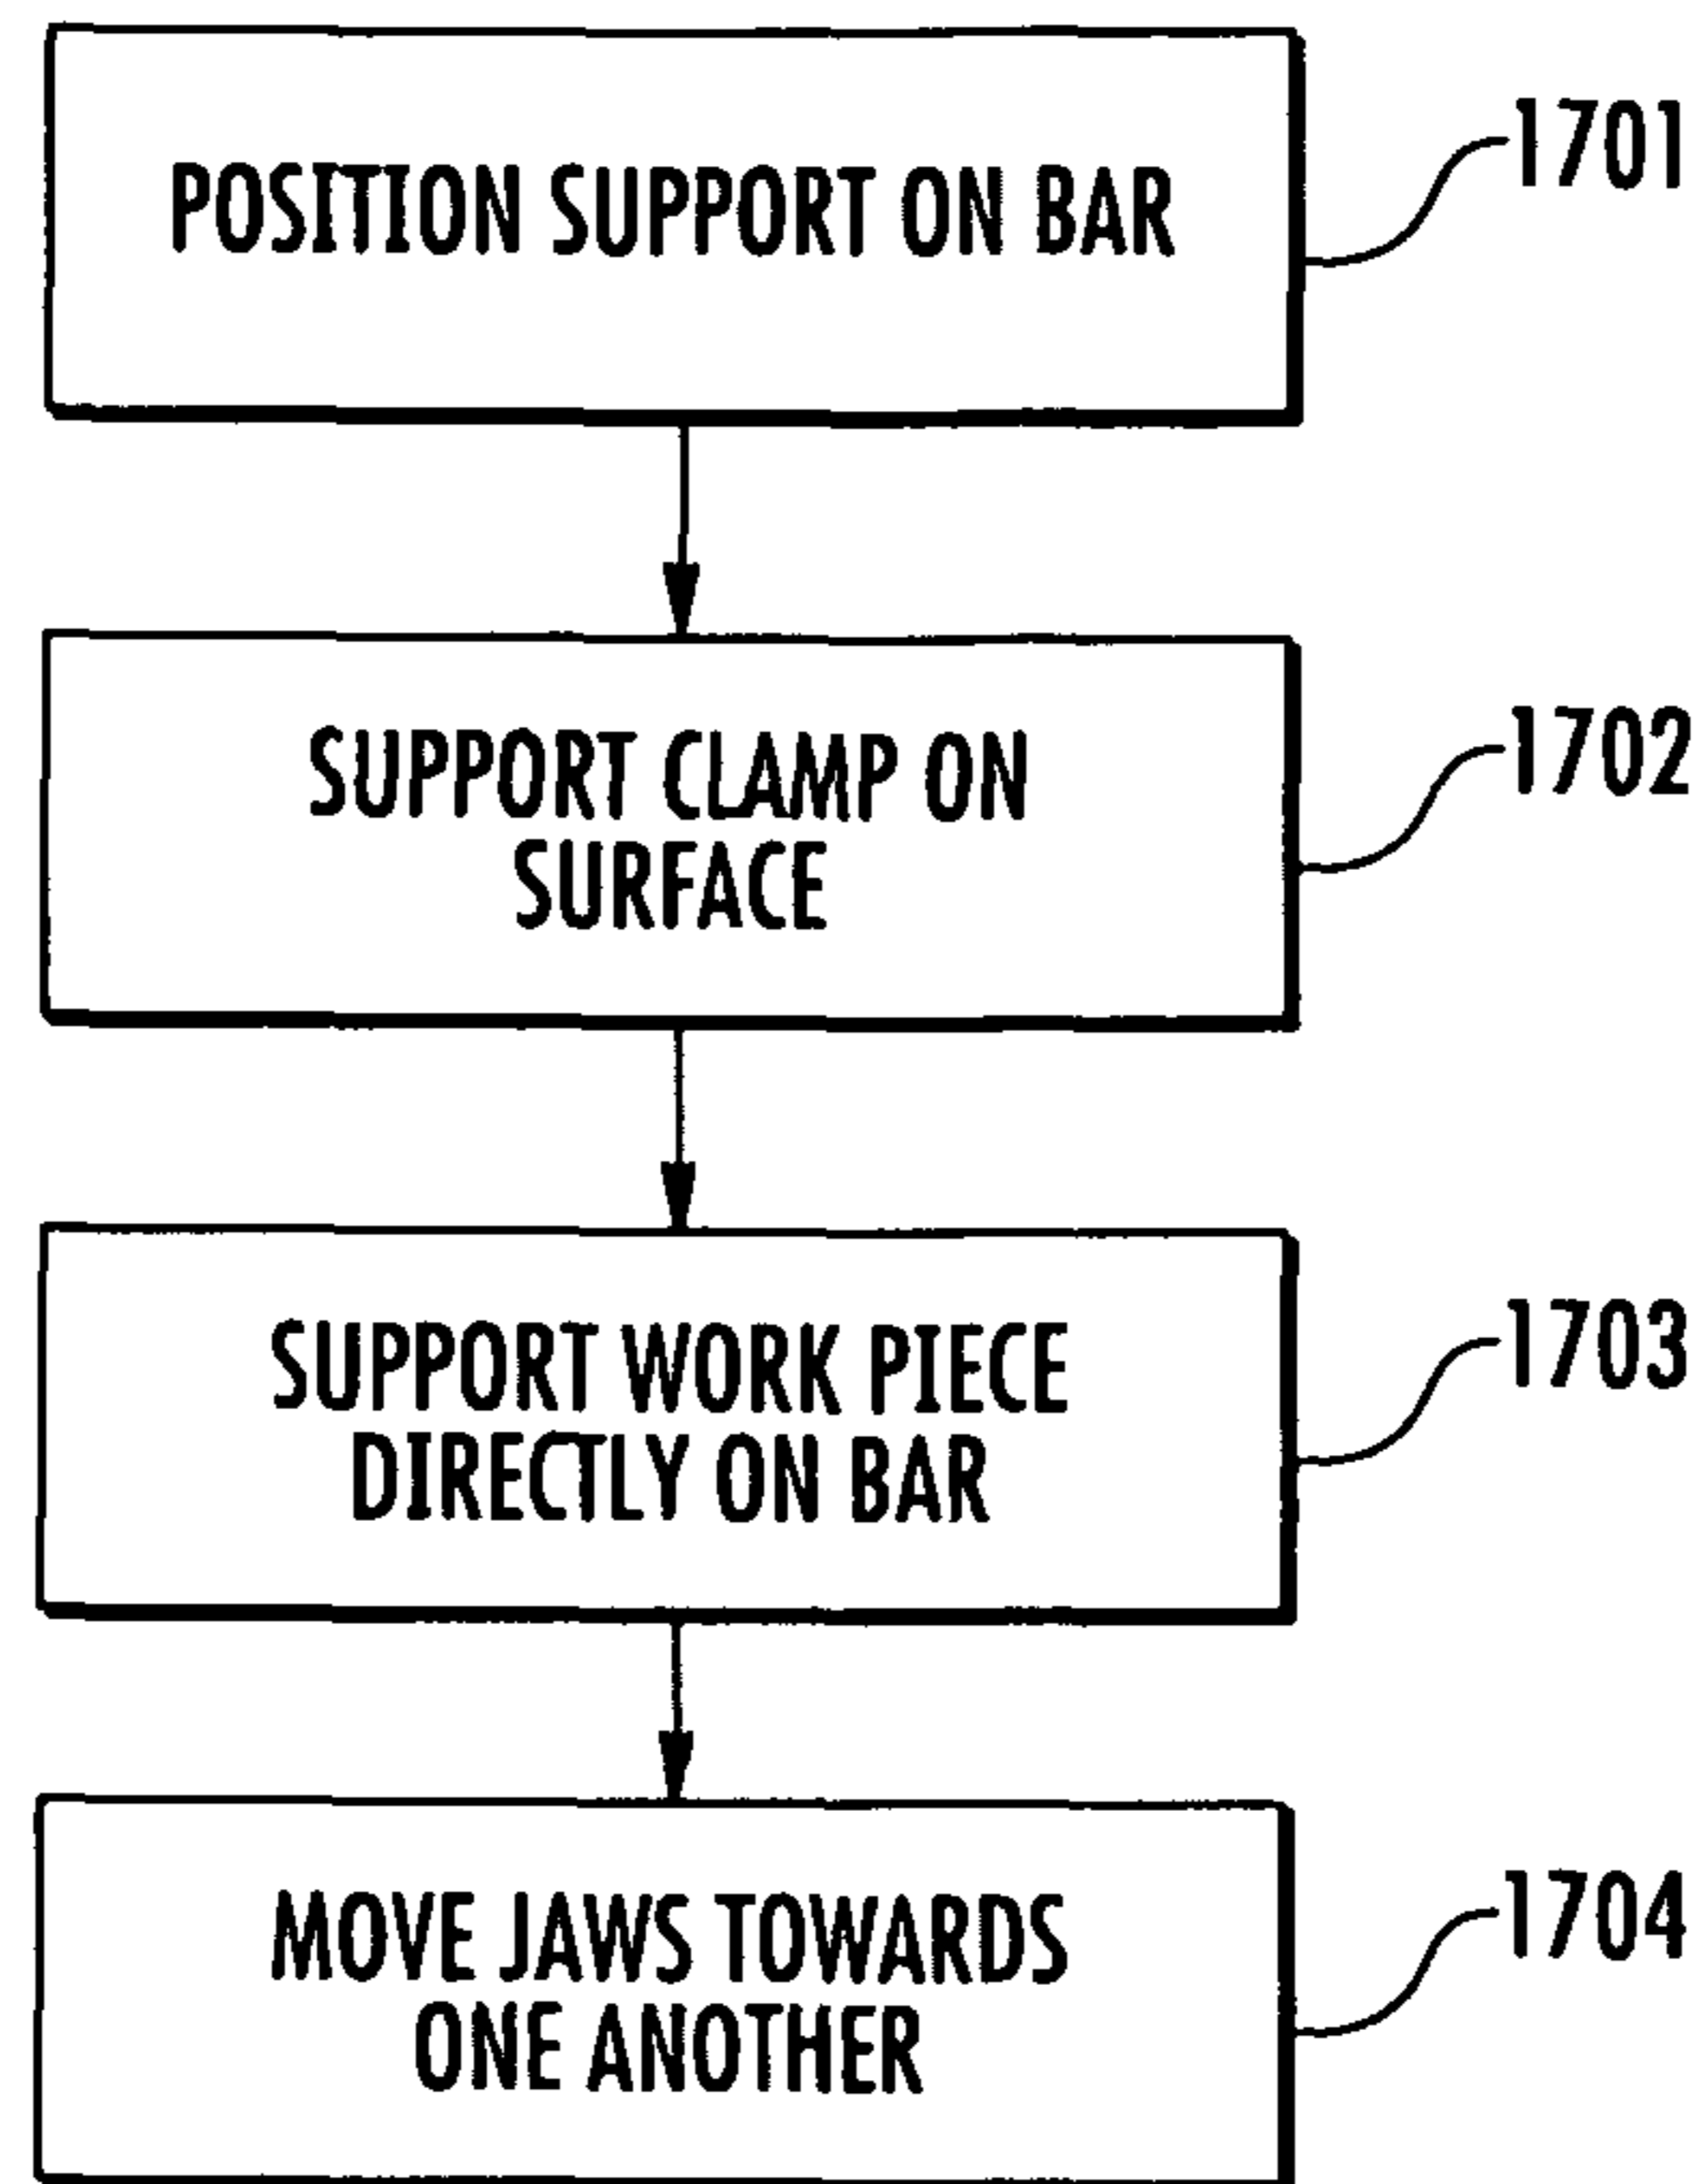 POSITION SUPPORT ON BAR
1701
SUPPORT CLAMP ON
SURFACE
1702
SUPPORT WORK PIECE
DIRECTLY ON BAR
1703
MOVE JAWS TOWARDS
ONE ANOTHER
1704